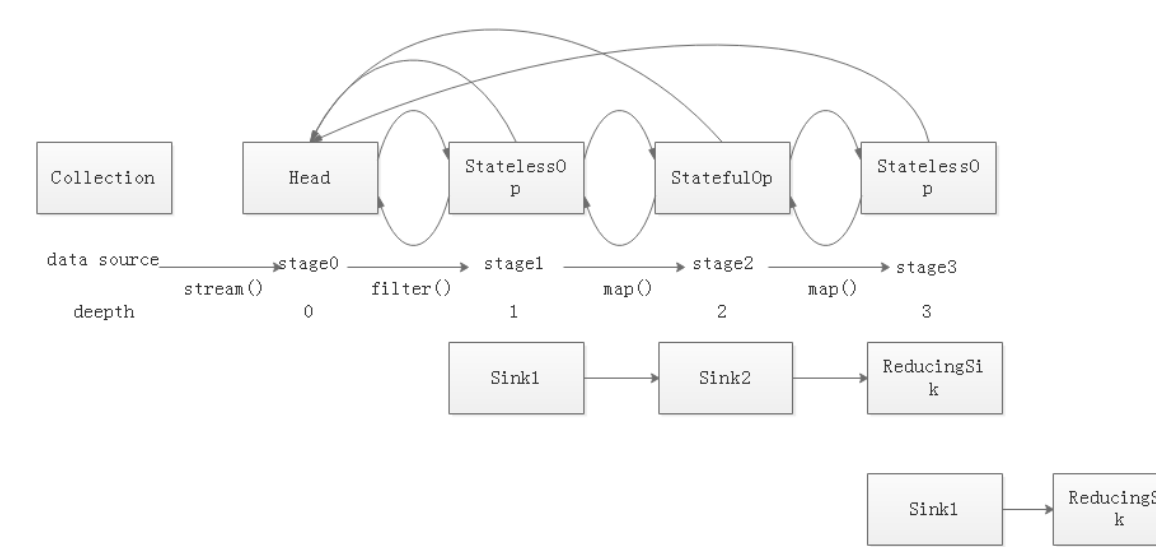 Collection
Head
StatelessO
p
StatefulOp
StatelessO
p
data source
stage0
stage1
stage2
stage3
stream()
filter()
map()
map()
deepth
0
1
2
3
Sink1
Sink2
ReducingSi
k
Sink1
ReducingS
k